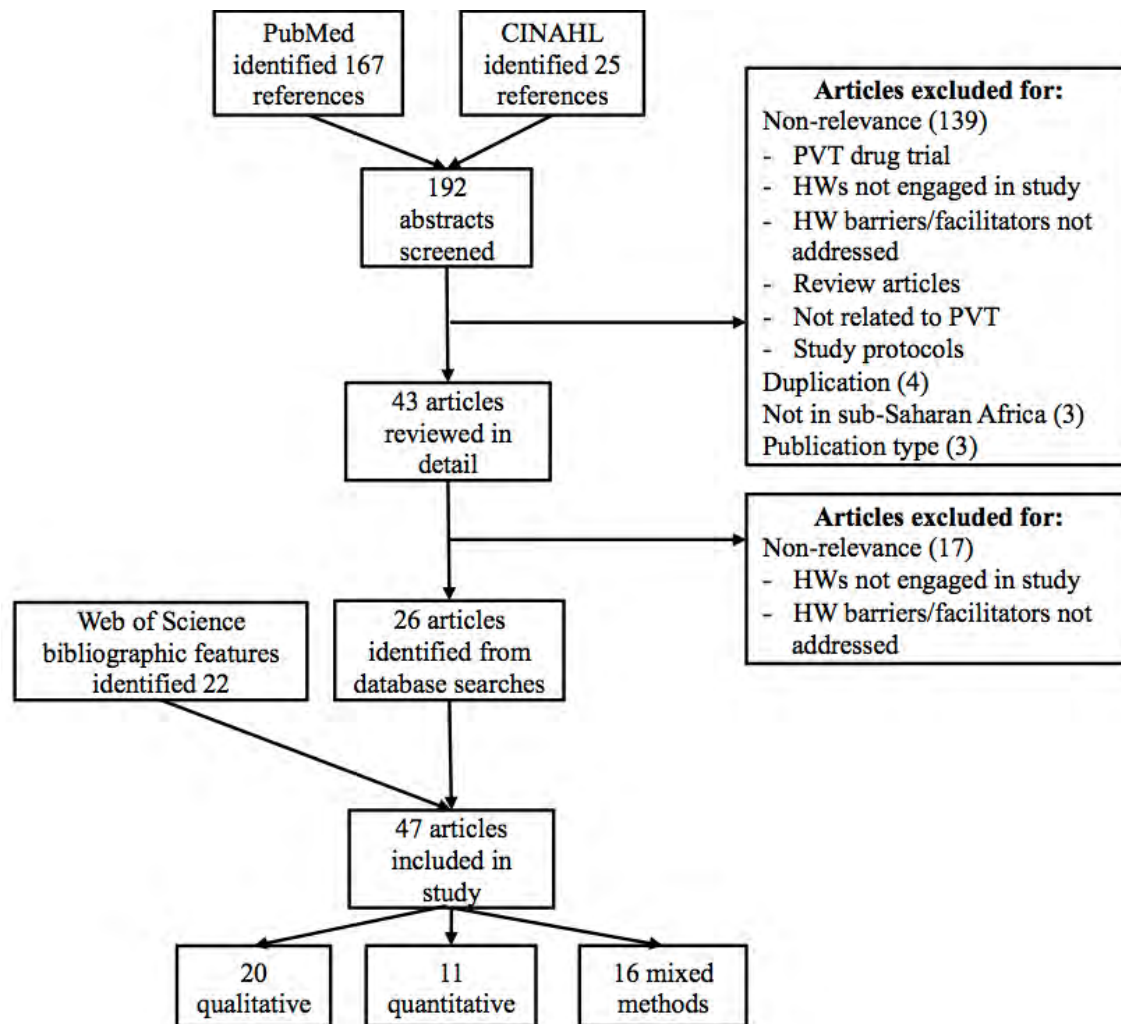 PubMed
identified 167
references
CINAHL
identified 25
references
192
abstracts
screened
Articles excluded for:
Non-relevance (139)
- PVT drug trial
- HWs not engaged in study
- HW barriers/facilitators not
addressed
- Review articles
- Not related to PVT
- Study protocols
Duplication (4)
Not in sub-Saharan Africa (3)
Publication type (3)
43 articles
reviewed in
detail
Articles excluded for:
Non-relevance (17)
- HWs not engaged in study
- HW barriers/facilitators not
addressed
Web of Science
bibliographic features
identified 22
26 articles
identified from
database searches
47 articles
included in
study
20
qualitative
11
quantitative
16 mixed
methods